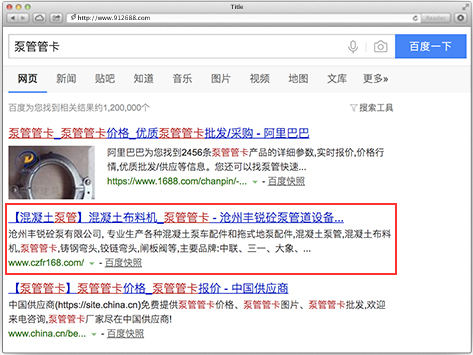 Title
http://www.912688.com
Reader
泵管管卡
百度一下
网页 新闻 贴吧 知道 音乐 图片 视频 地图 文库 更多»
百度为您找到相关结果约1,200,000个
搜索工具
泵管管卡_泵管管卡价格_优质泵管管卡批发/采购 - 阿里巴巴
阿里巴巴为您找到2456条泵管管卡产品的详细参数,实时报价,价格行
情,优质批发/供应等信息。您还可以找泵管快速...
https://www.1688.com/chanpin/-... - 百度快照
【混凝土泵管】混凝土布料机_泵管管卡 - 沧州丰锐砼泵管道设备...
沧州丰锐砼泵有限公司, 专业生产各种混凝土泵车配件和拖式地泵配件,混凝土泵管,混凝土布料
机,泵管管卡,铸钢弯头,铰链弯头,闸板阀等,主要品牌:中联、三一、大象、...
www.czfr168.com/ - 百度快照
【泵管管卡】泵管管卡价格_泵管管卡报价 - 中国供应商
中国供应商(https://site.china.cn)免费提供泵管管卡价格、泵管管卡图片、泵管管卡批发,欢迎
来电咨询,泵管管卡厂家尽在中国供应商!
www.china.cn/be... - 百度快照